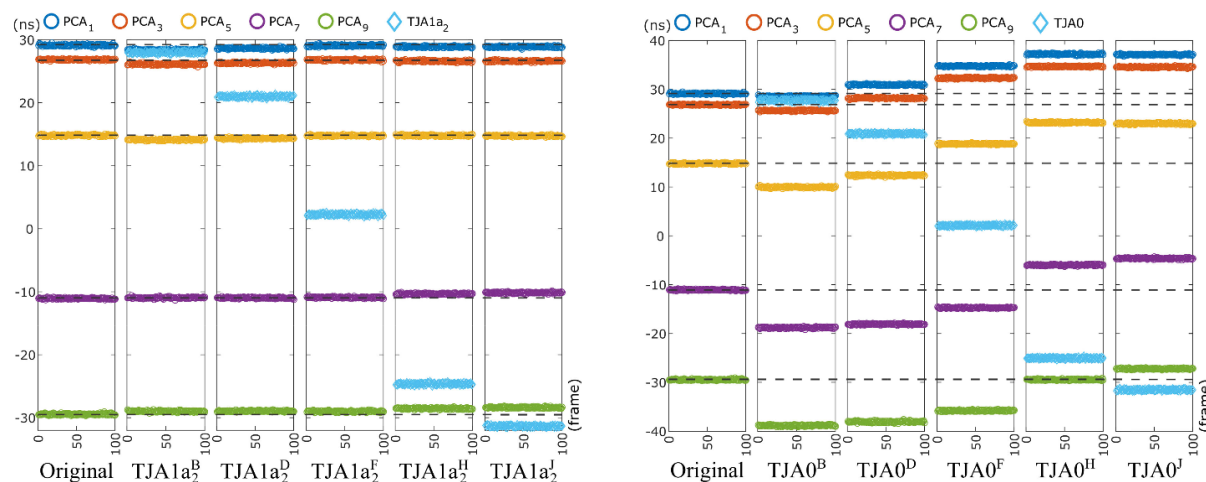 (ns) PCA1 PCA3 PCA5 PCA7 PCA9 TJA1a2
30
20
10
0
-10
-20
-30
0 50 100 0 50 100 0 50 100 0 50 100 0 50 100 0 50 100
(frame)
Original TJA1a2B TJA1a2D TJA1a2F TJA1a2H TJA1a2J
(ns) PCA1 PCA3 PCA5 PCA7 PCA9 TJA0
40
30
20
10
0
-10
-20
-30
-40
0 50 100 0 50 100 0 50 100 0 50 100 0 50 100 0 50 100
(frame)
Original TJA0B TJA0D TJA0F TJA0H TJA0J